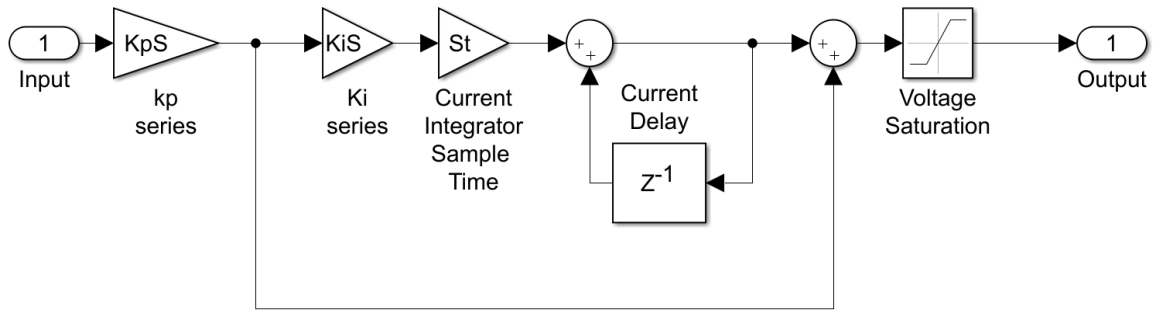 1
Input
KpS
kp
series
KiS
Ki
series
St
Current
Integrator
Sample
Time
+
+
Current
Delay
Z-1
+
+
Voltage
Saturation
1
Output